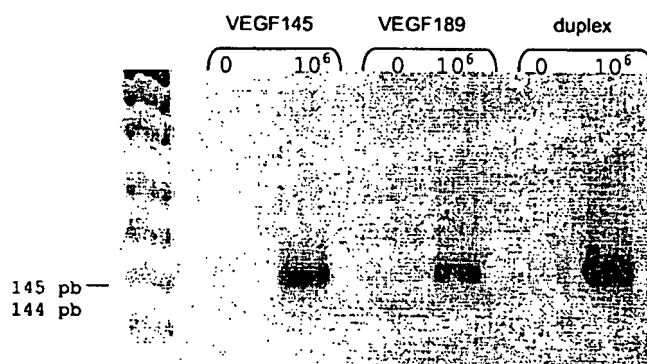 VEGF145 VEGF189 duplex
0 10⁶ 0 10⁶ 0 10⁶
145 pb
144 pb